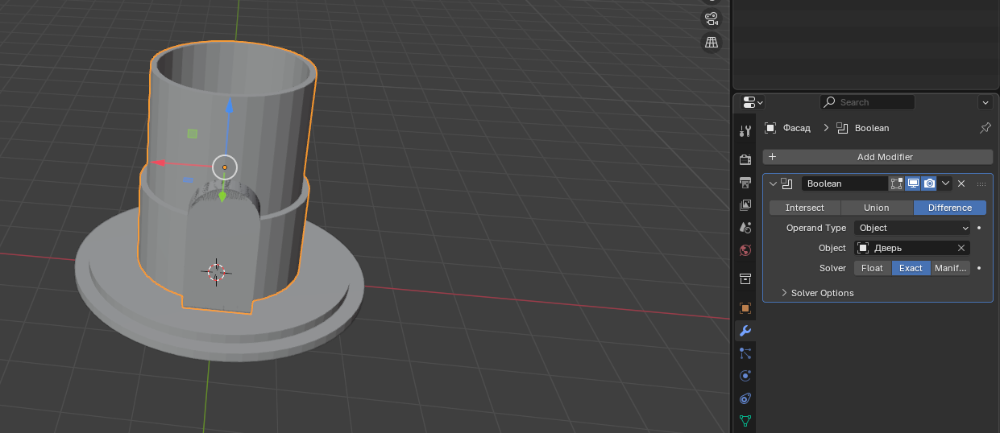 Search
Фасад > Boolean
+ Add Modifier
Boolean
Intersect Union Difference
Operand Type Object
Object Дверь
Solver Float Exact Manif...
Solver Options